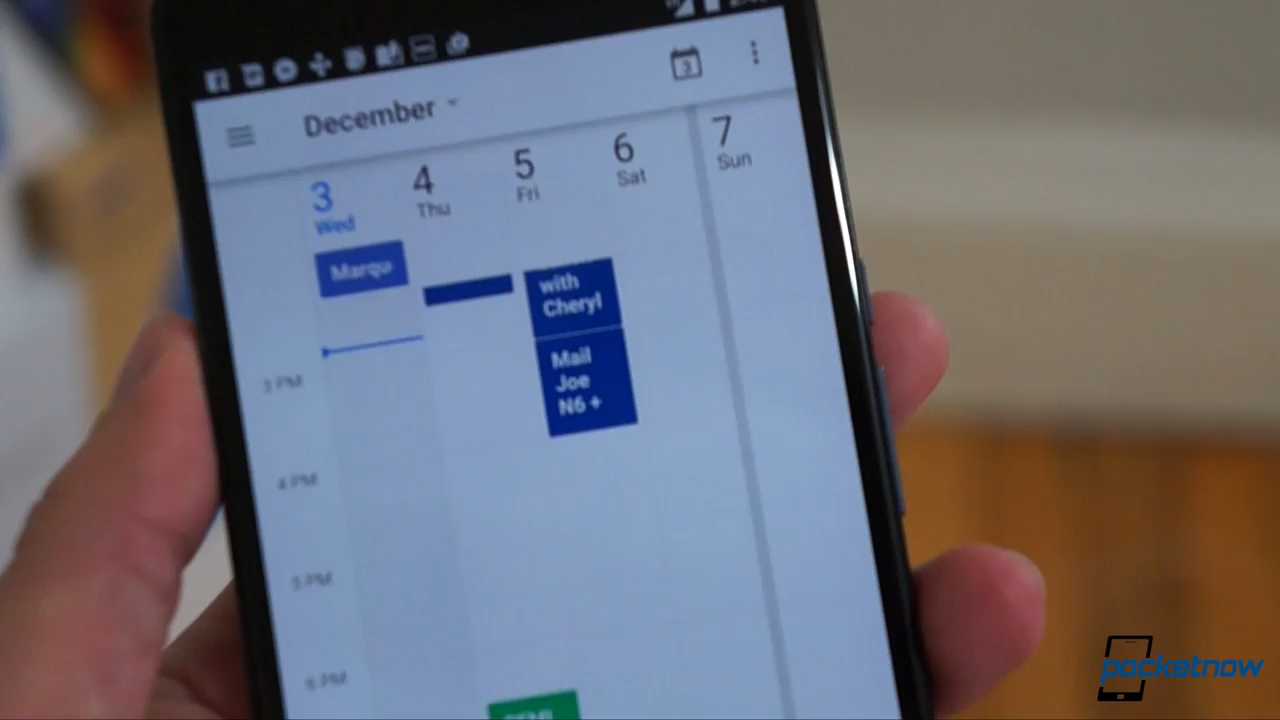 December
3
3
Wed
4
Thu
5
Fri
6
Sat
7
Sun
Marqu
with
Cheryl
Mail
Joe
N6 +
3 PM
4 PM
5 PM
6 PM
pocketnow